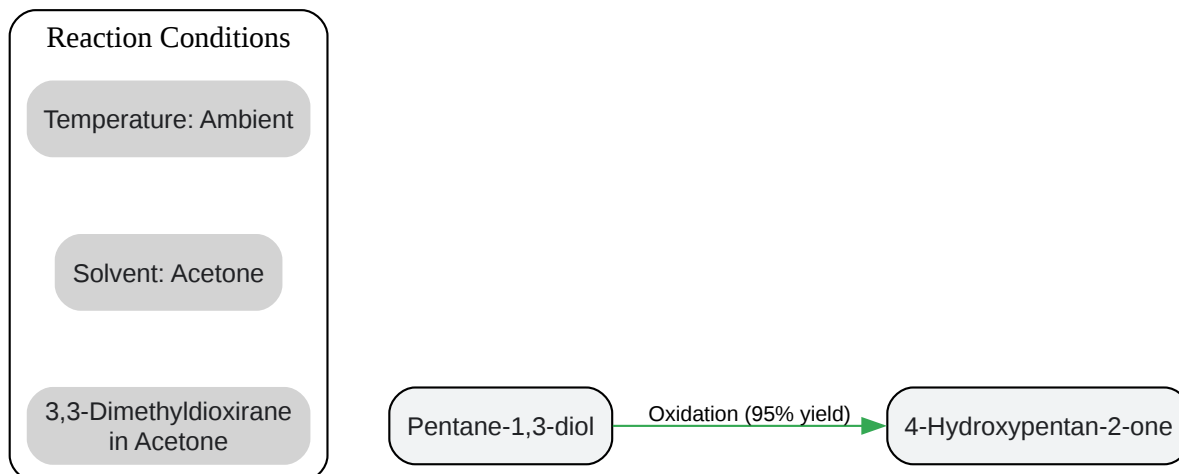 Reaction Conditions
Temperature: Ambient
Solvent: Acetone
3,3-Dimethyldioxirane
in Acetone
Pentane-1,3-diol
Oxidation (95% yield)
4-Hydroxypentan-2-one